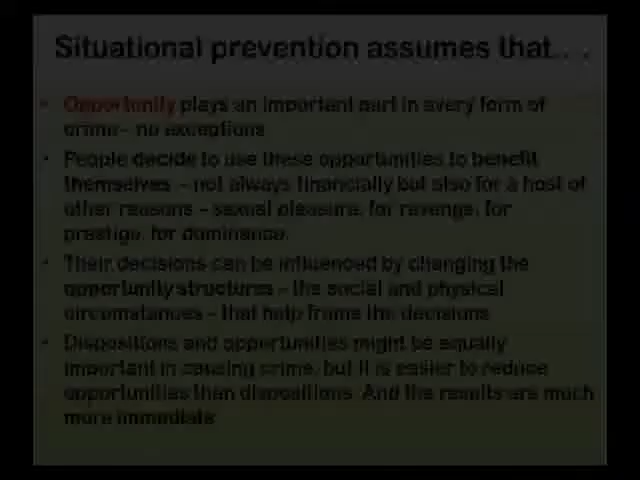 Situational prevention assumes that. . .
• Opportunity plays an important part in every form of
crime – no exceptions
• People decide to use these opportunities to benefit
themselves – not always financially but also for a host of
other reasons – sexual pleasure, for revenge, for
prestige, for dominance.
• Their decisions can be influenced by changing the
opportunity structures – the social and physical
circumstances – that help frame the decisions
• Dispositions and opportunities might be equally
important in causing crime, but it is easier to reduce
opportunities than dispositions. And the results are much
more immediate